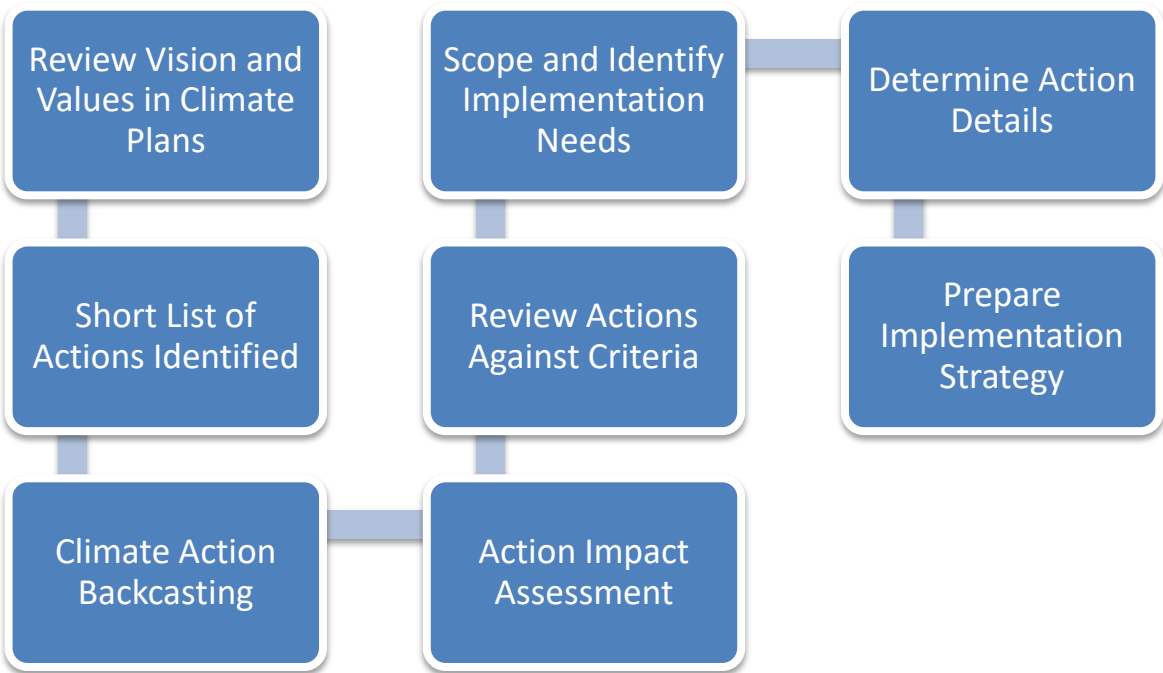 Review Vision and
Values in Climate
Plans
Short List of
Actions Identified
Climate Action
Backcasting
Action Impact
Assessment
Review Actions
Against Criteria
Scope and Identify
Implementation
Needs
Determine Action
Details
Prepare
Implementation
Strategy